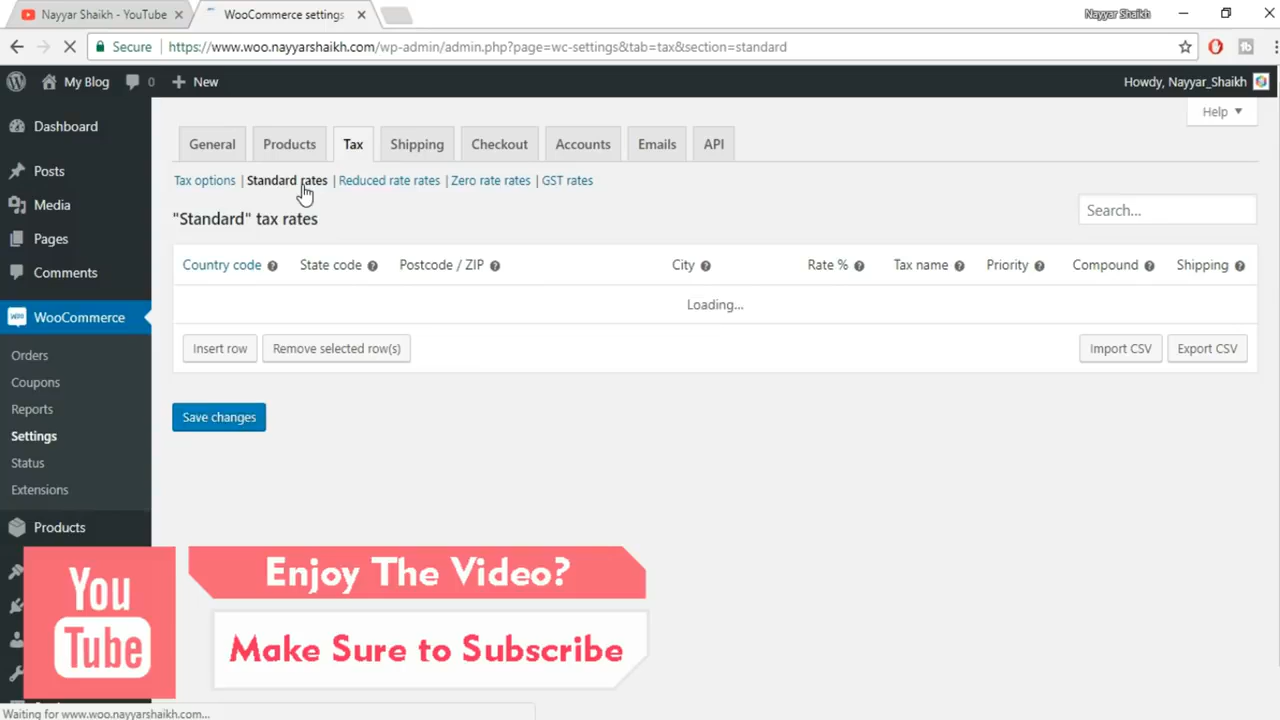 Nayyar Shaikh - YouTube
WooCommerce settings
Nayyar Shaikh
Secure
https://www.woo.nayyarshaikh.com/wp-admin/admin.php?page=wc-settings&tab=tax&section=standard
My Blog
0
New
Howdy, Nayyar_Shaikh
Help
Dashboard
Posts
Media
Pages
Comments
WooCommerce
Orders
Coupons
Reports
Settings
Status
Extensions
Products
General
Products
Tax
Shipping
Checkout
Accounts
Emails
API
Tax options | Standard rates | Reduced rate rates | Zero rate rates | GST rates
"Standard" tax rates
Search...
Country code
State code
Postcode / ZIP
City
Rate %
Tax name
Priority
Compound
Shipping
Loading...
Insert row
Remove selected row(s)
Import CSV
Export CSV
Save changes
You
Tube
Enjoy The Video?
Make Sure to Subscribe
Waiting for www.woo.nayyarshaikh.com...